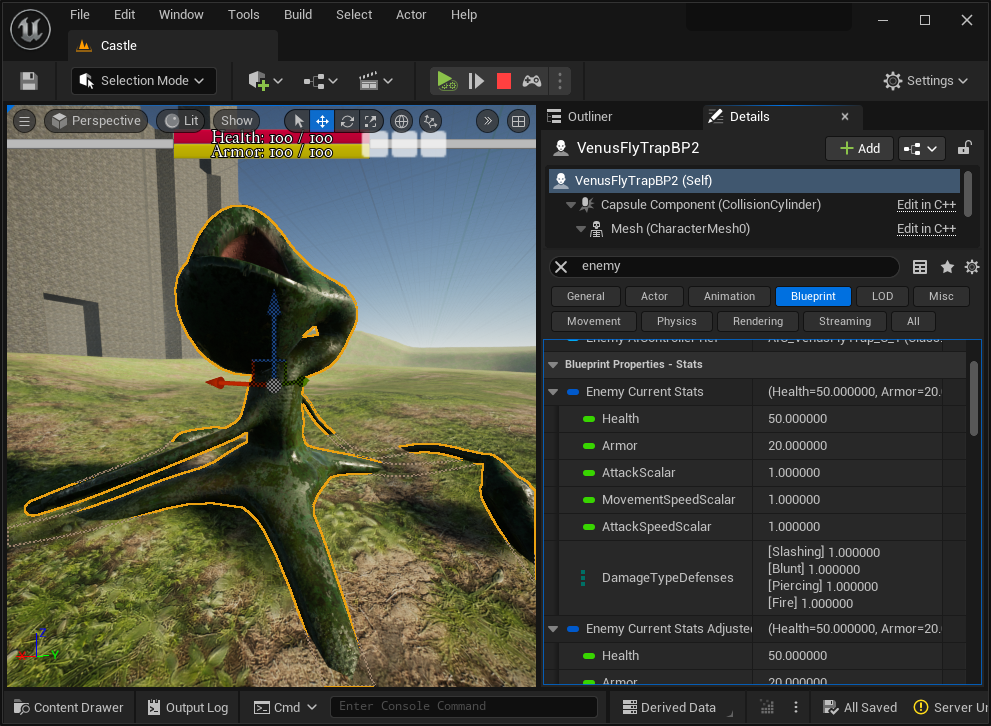 File Edit Window Tools Build Select Actor Help
Castle
Selection Mode
Settings
Perspective Lit Show
Health: 100 / 100
Armor: 100 / 100
Outliner Details
VenusFlyTrapBP2 Add
VenusFlyTrapBP2 (Self)
Capsule Component (CollisionCylinder) Edit in C++
Mesh (CharacterMesh0) Edit in C++
enemy
General Actor Animation Blueprint LOD Misc
Movement Physics Rendering Streaming All
Blueprint Properties - Stats
Enemy Current Stats (Health=50.000000, Armor=20.
Health 50.000000
Armor 20.000000
AttackScalar 1.000000
MovementSpeedScalar 1.000000
AttackSpeedScalar 1.000000
DamageTypeDefenses
[Slashing] 1.000000
[Blunt] 1.000000
[Piercing] 1.000000
[Fire] 1.000000
Enemy Current Stats Adjusted (Health=50.000000, Armor=20.
Health 50.000000
Armor 20.000000
Z
Y
Content Drawer Output Log Cmd Enter Console Command Derived Data All Saved Server